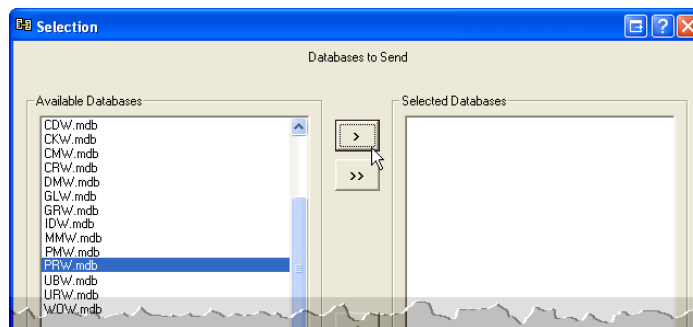 Selection
Databases to Send
Available Databases
Selected Databases
CDW.mdb
CKW.mdb
CMW.mdb
CRW.mdb
DMW.mdb
GLW.mdb
GRW.mdb
IDW.mdb
MMW.mdb
PMW.mdb
PRW.mdb
UBW.mdb
URW.mdb
WOW.mdb
>
>>